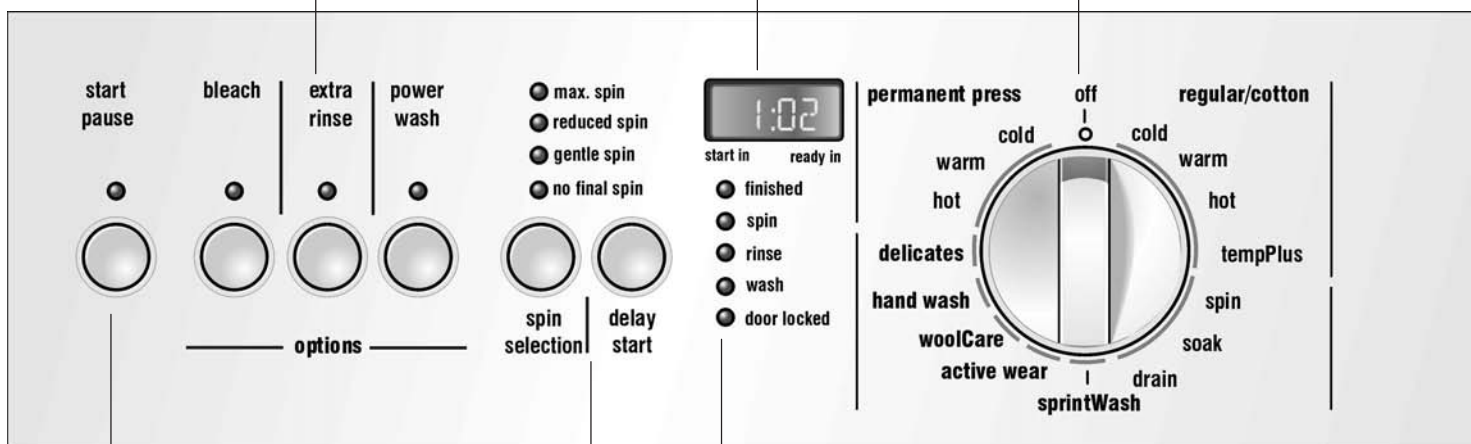 start
pause
bleach
extra
rinse
power
wash
options
max. spin
reduced spin
gentle spin
no final spin
spin
selection
delay
start
1:02
start in ready in
finished
spin
rinse
wash
door locked
permanent press
off
regular/cotton
cold
warm
hot
delicates
hand wash
woolCare
active wear
sprintWash
cold
warm
hot
tempPlus
spin
soak
drain